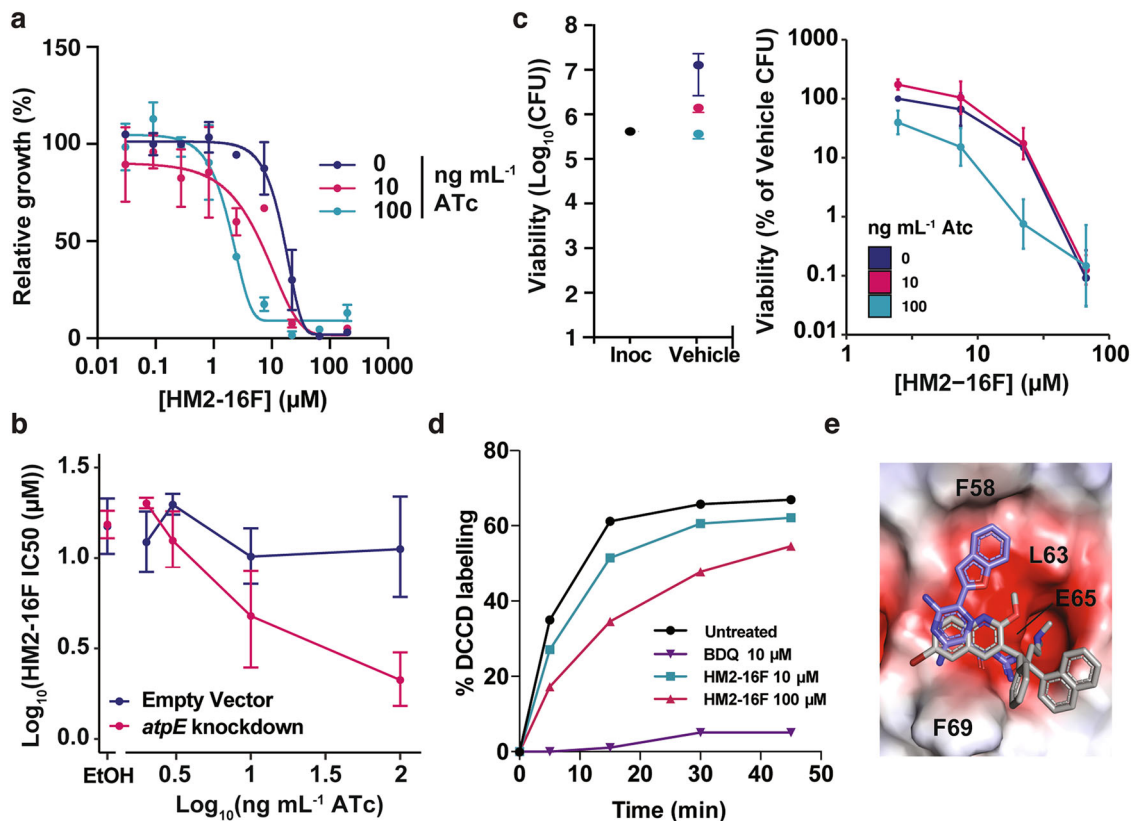 a
150
100
50
0
Relative growth (%)
0.01 0.1 1 10 100 1000
[HM2-16F] (µM)
0
10
100
ng mL-1
ATc
c
8
7
6
5
4
3
2
1
Viability (Log10(CFU))
Inoc Vehicle
1000
100
10
1
0.1
0.01
Viability (% of Vehicle CFU)
ng mL-1 Atc
0
10
100
1 10 100
[HM2−16F] (µM)
b
1.5
1.0
0.5
0.0
Log10(HM2-16F IC50 (µM))
Empty Vector
atpE knockdown
EtOH 0.5 1 2
Log10(ng mL-1 ATc)
d
80
60
40
20
0
% DCCD labelling
Untreated
BDQ 10 µM
HM2-16F 10 µM
HM2-16F 100 µM
0 10 20 30 40 50
Time (min)
e
F58
L63
E65
F69